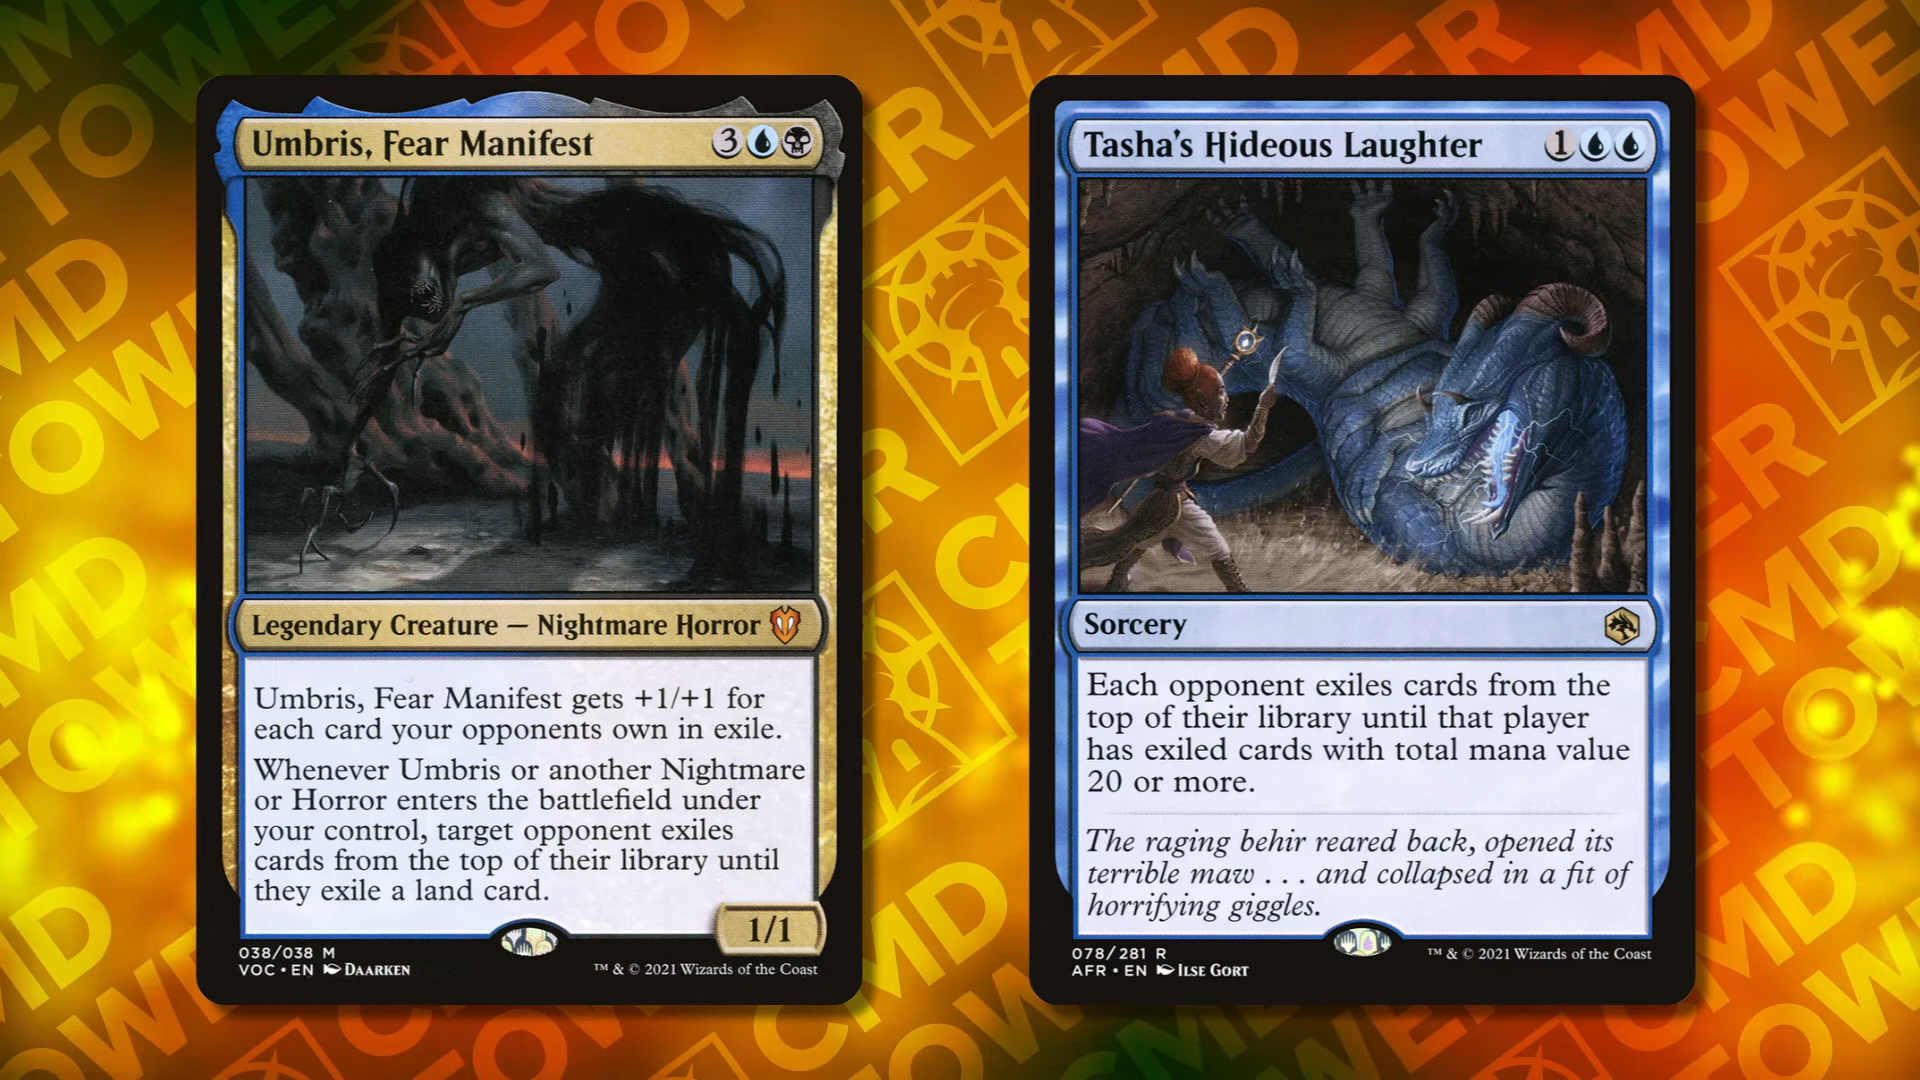 Umbris, Fear Manifest
3
Legendary Creature — Nightmare Horror
Umbris, Fear Manifest gets +1/+1 for
each card your opponents own in exile.
Whenever Umbris or another Nightmare
or Horror enters the battlefield under
your control, target opponent exiles
cards from the top of their library until
they exile a land card.
1/1
038/038 M
VOC • EN DAARKEN
™ & © 2021 Wizards of the Coast
Tasha's Hideous Laughter
1
Sorcery
Each opponent exiles cards from the
top of their library until that player
has exiled cards with total mana value
20 or more.
The raging behir reared back, opened its
terrible maw . . . and collapsed in a fit of
horrifying giggles.
078/281 R
AFR • EN ILSE GORT
™ & © 2021 Wizards of the Coast
CMD
TOWER